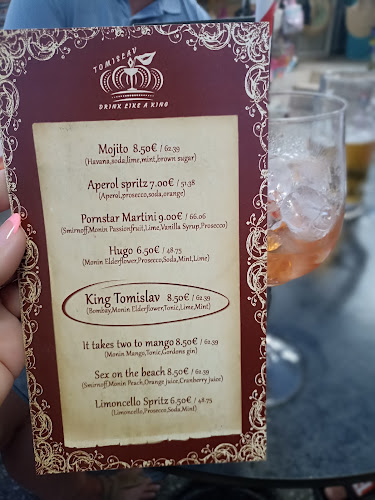 TOMISLAV
DRINK LIKE A KING
Mojito 8.50€ / 62.39
(Havana,soda,lime,mint,brown sugar)
Aperol spritz 7.00€ / 51.38
(Aperol,prosecco,soda,orange)
Pornstar Martini 9.00€ / 66.06
(Smirnoff,Monin Passionfruit,Lime,Vanilla Syrup,Prosecco)
Hugo 6.50€ / 48.75
(Monin Elderflower,Prosecco,Soda,Mint,Lime)
King Tomislav 8.50€ / 62.39
(Bombay,Monin Elderflower,Tonic,Lime,Mint)
It takes two to mango 8.50€ / 62.39
(Monin Mango,Tonic,Gordons gin)
Sex on the beach 8.50€ / 62.39
(Smirnoff,Monin Peach,Orange juice,Cranberry juice)
Limoncello Spritz 6.50€ / 48.75
(Limoncello,Prosecco,Soda,Mint)